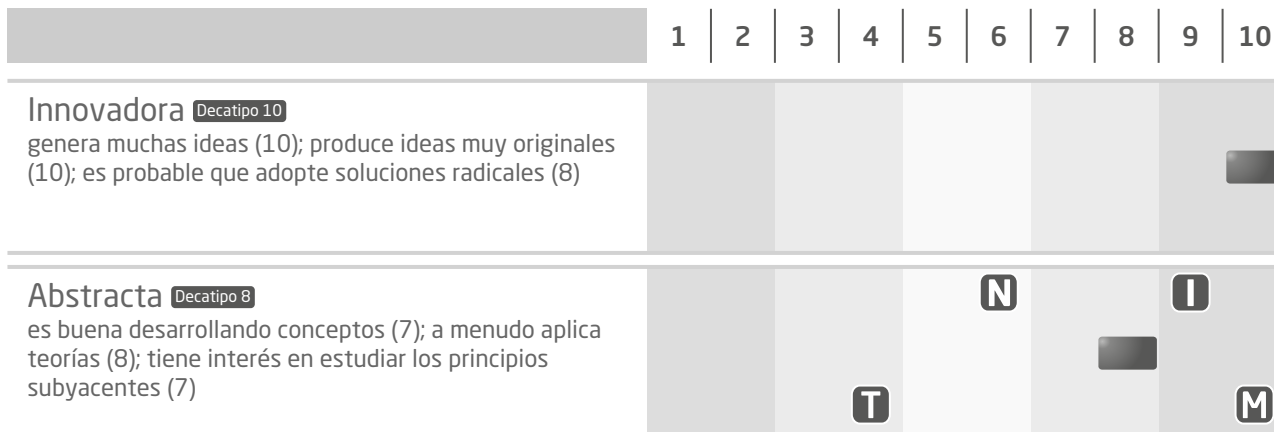 1 2 3 4 5 6 7 8 9 10
Innovadora Decatipo 10
genera muchas ideas (10); produce ideas muy originales
(10); es probable que adopte soluciones radicales (8)
Abstracta Decatipo 8
N I
es buena desarrollando conceptos (7); a menudo aplica
teorías (8); tiene interés en estudiar los principios
subyacentes (7)
T M